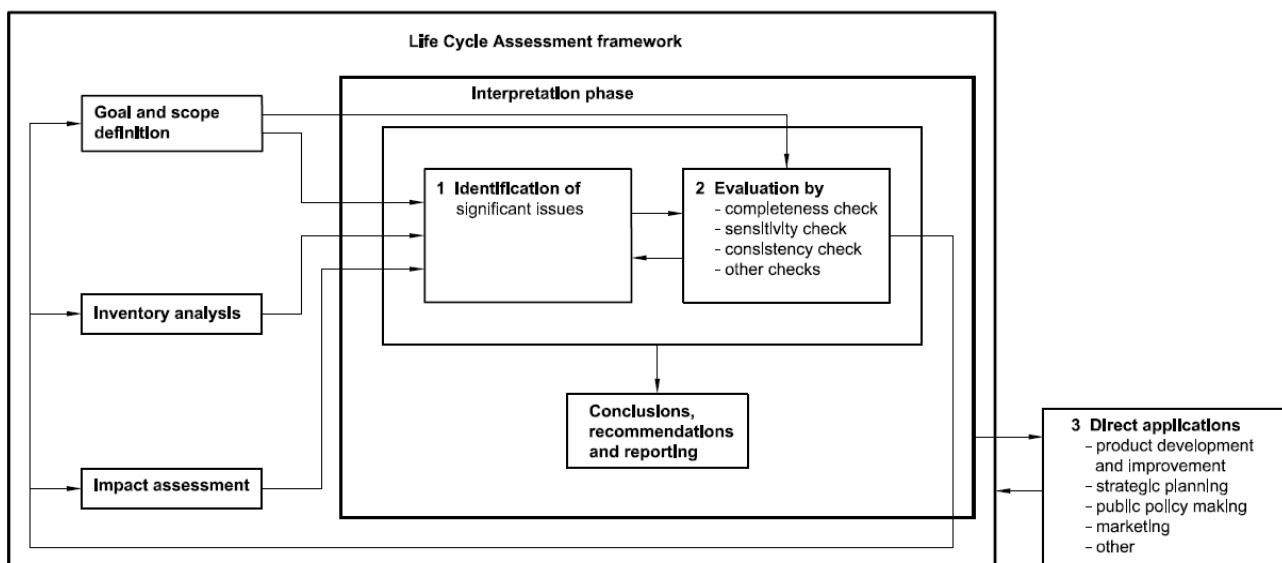 Life Cycle Assessment framework
Interpretation phase
Goal and scope
definition
1 Identification of
significant issues
2 Evaluation by
- completeness check
- sensitivity check
- consistency check
- other checks
Inventory analysis
Impact assessment
Conclusions,
recommendations
and reporting
3 Direct applications
- product development
and improvement
- strategic planning
- public policy making
- marketing
- other